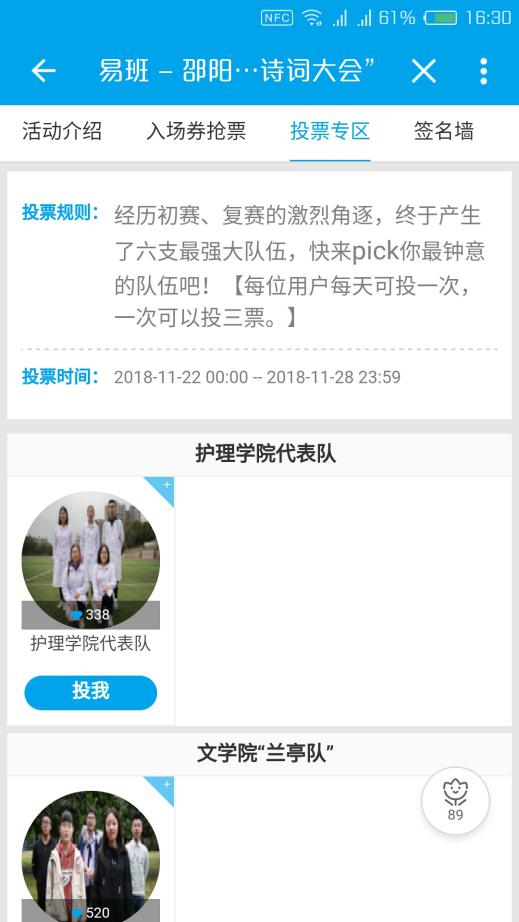 NFC 61% 16:30
易班 – 邵阳…诗词大会”
活动介绍 入场券抢票 投票专区 签名墙
投票规则： 经历初赛、复赛的激烈角逐，终于产生
了六支最强大队伍，快来pick你最钟意
的队伍吧！【每位用户每天可投一次，
一次可以投三票。】
投票时间： 2018-11-22 00:00 -- 2018-11-28 23:59
护理学院代表队
+
338
护理学院代表队
投我
文学院“兰亭队”
+
89
520